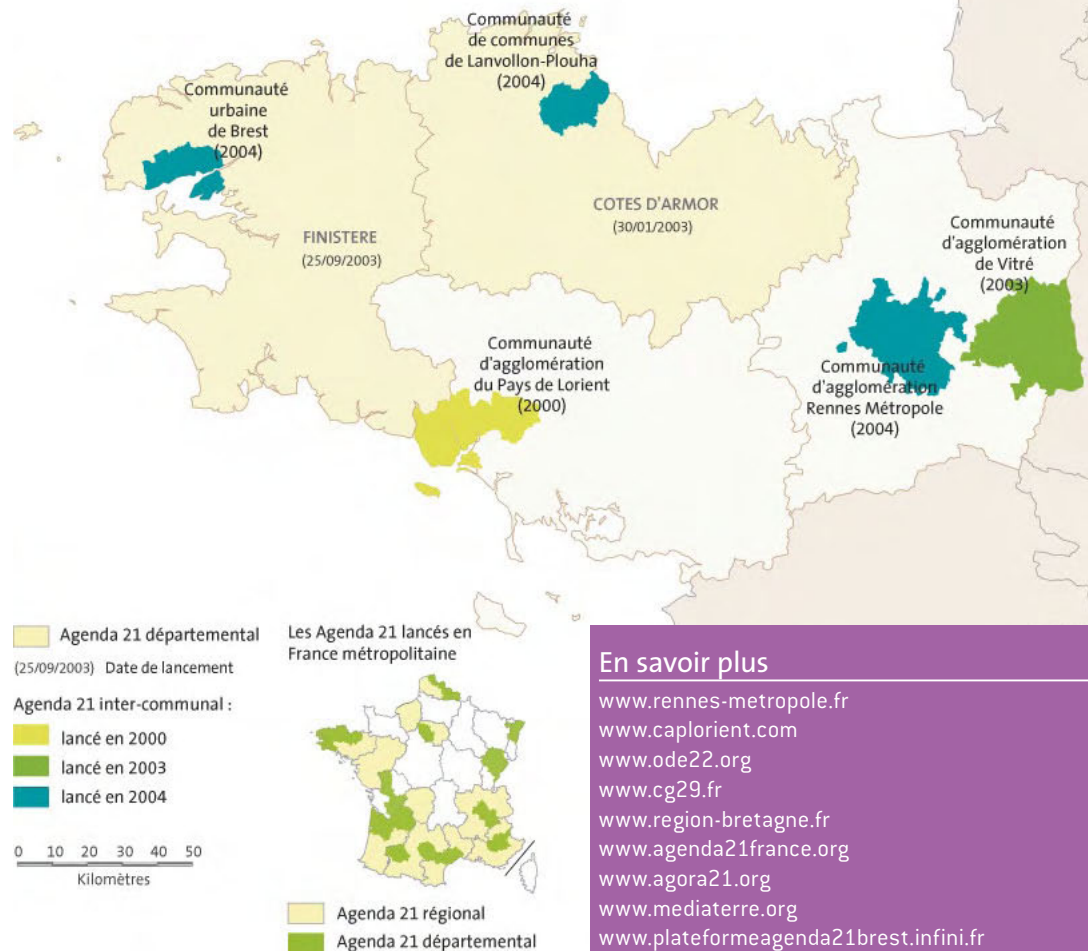 Communauté
de communes
de Lanvollon-Plouha
(2004)
Communauté
urbaine
de Brest
(2004)
COTES D'ARMOR
(30/01/2003)
FINISTERE
(25/09/2003)
Communauté
d'agglomération
de Vitré
(2003)
Communauté
d'agglomération
du Pays de Lorient
(2000)
Communauté
d'agglomération
Rennes Métropole
(2004)
Agenda 21 départemental
(25/09/2003) Date de lancement
Agenda 21 inter-communal :
lancé en 2000
lancé en 2003
lancé en 2004
0 10 20 30 40 50
Kilomètres
Les Agenda 21 lancés en
France métropolitaine
Agenda 21 régional
Agenda 21 départemental
En savoir plus
www.rennes-metropole.fr
www.caplorient.com
www.ode22.org
www.cg29.fr
www.region-bretagne.fr
www.agenda21france.org
www.agora21.org
www.mediaterre.org
www.plateformeagenda21brest.infini.fr